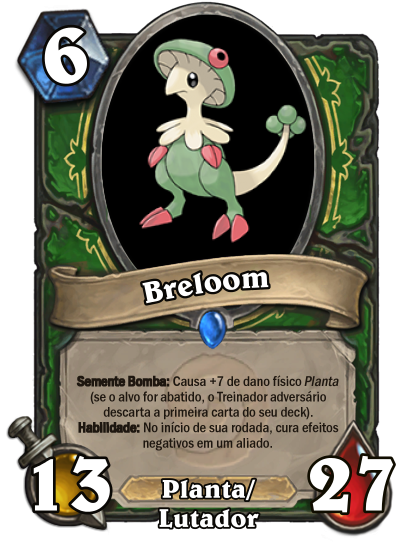 6
Breloom
Semente Bomba: Causa +7 de dano físico Planta
(se o alvo for abatido, o Treinador adversário
descarta a primeira carta do seu deck).
Habilidade: No início de sua rodada, cura efeitos
negativos em um aliado.
13
Planta/
Lutador
27